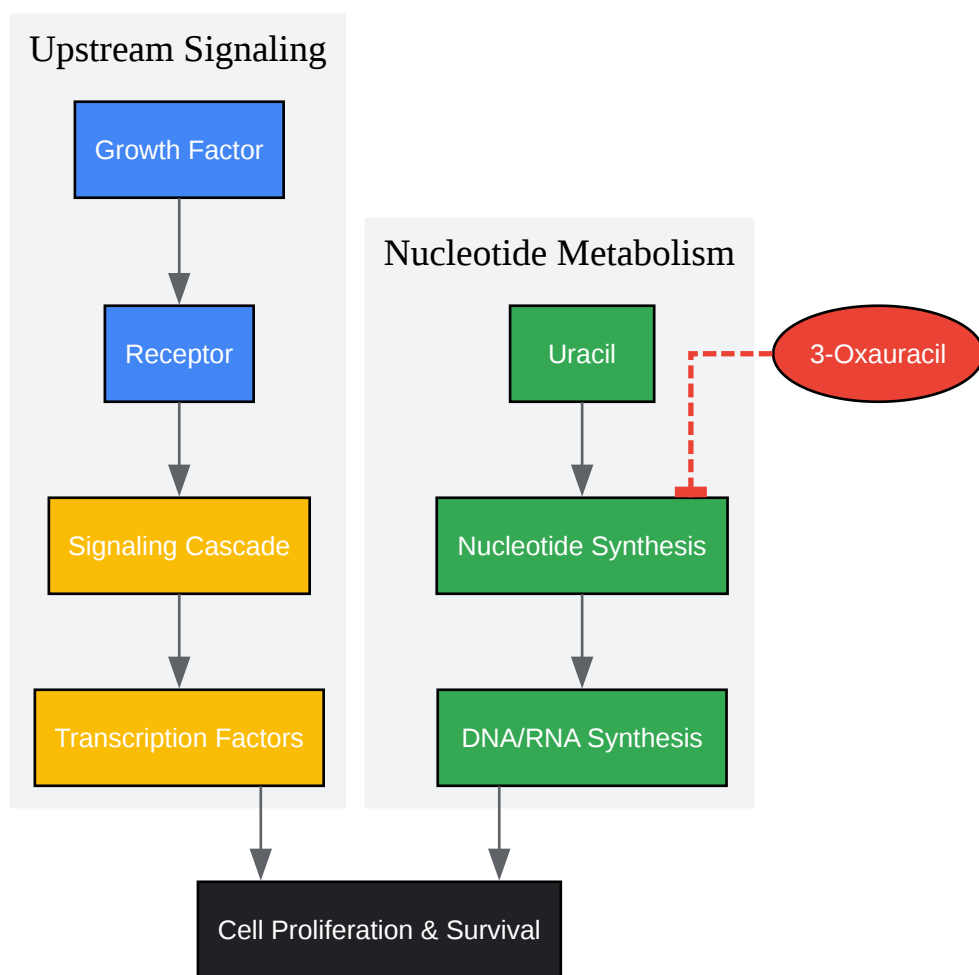 Upstream Signaling
Growth Factor
Receptor
Signaling Cascade
Transcription Factors
Nucleotide Metabolism
Uracil
3-Oxauracil
Nucleotide Synthesis
DNA/RNA Synthesis
Cell Proliferation & Survival